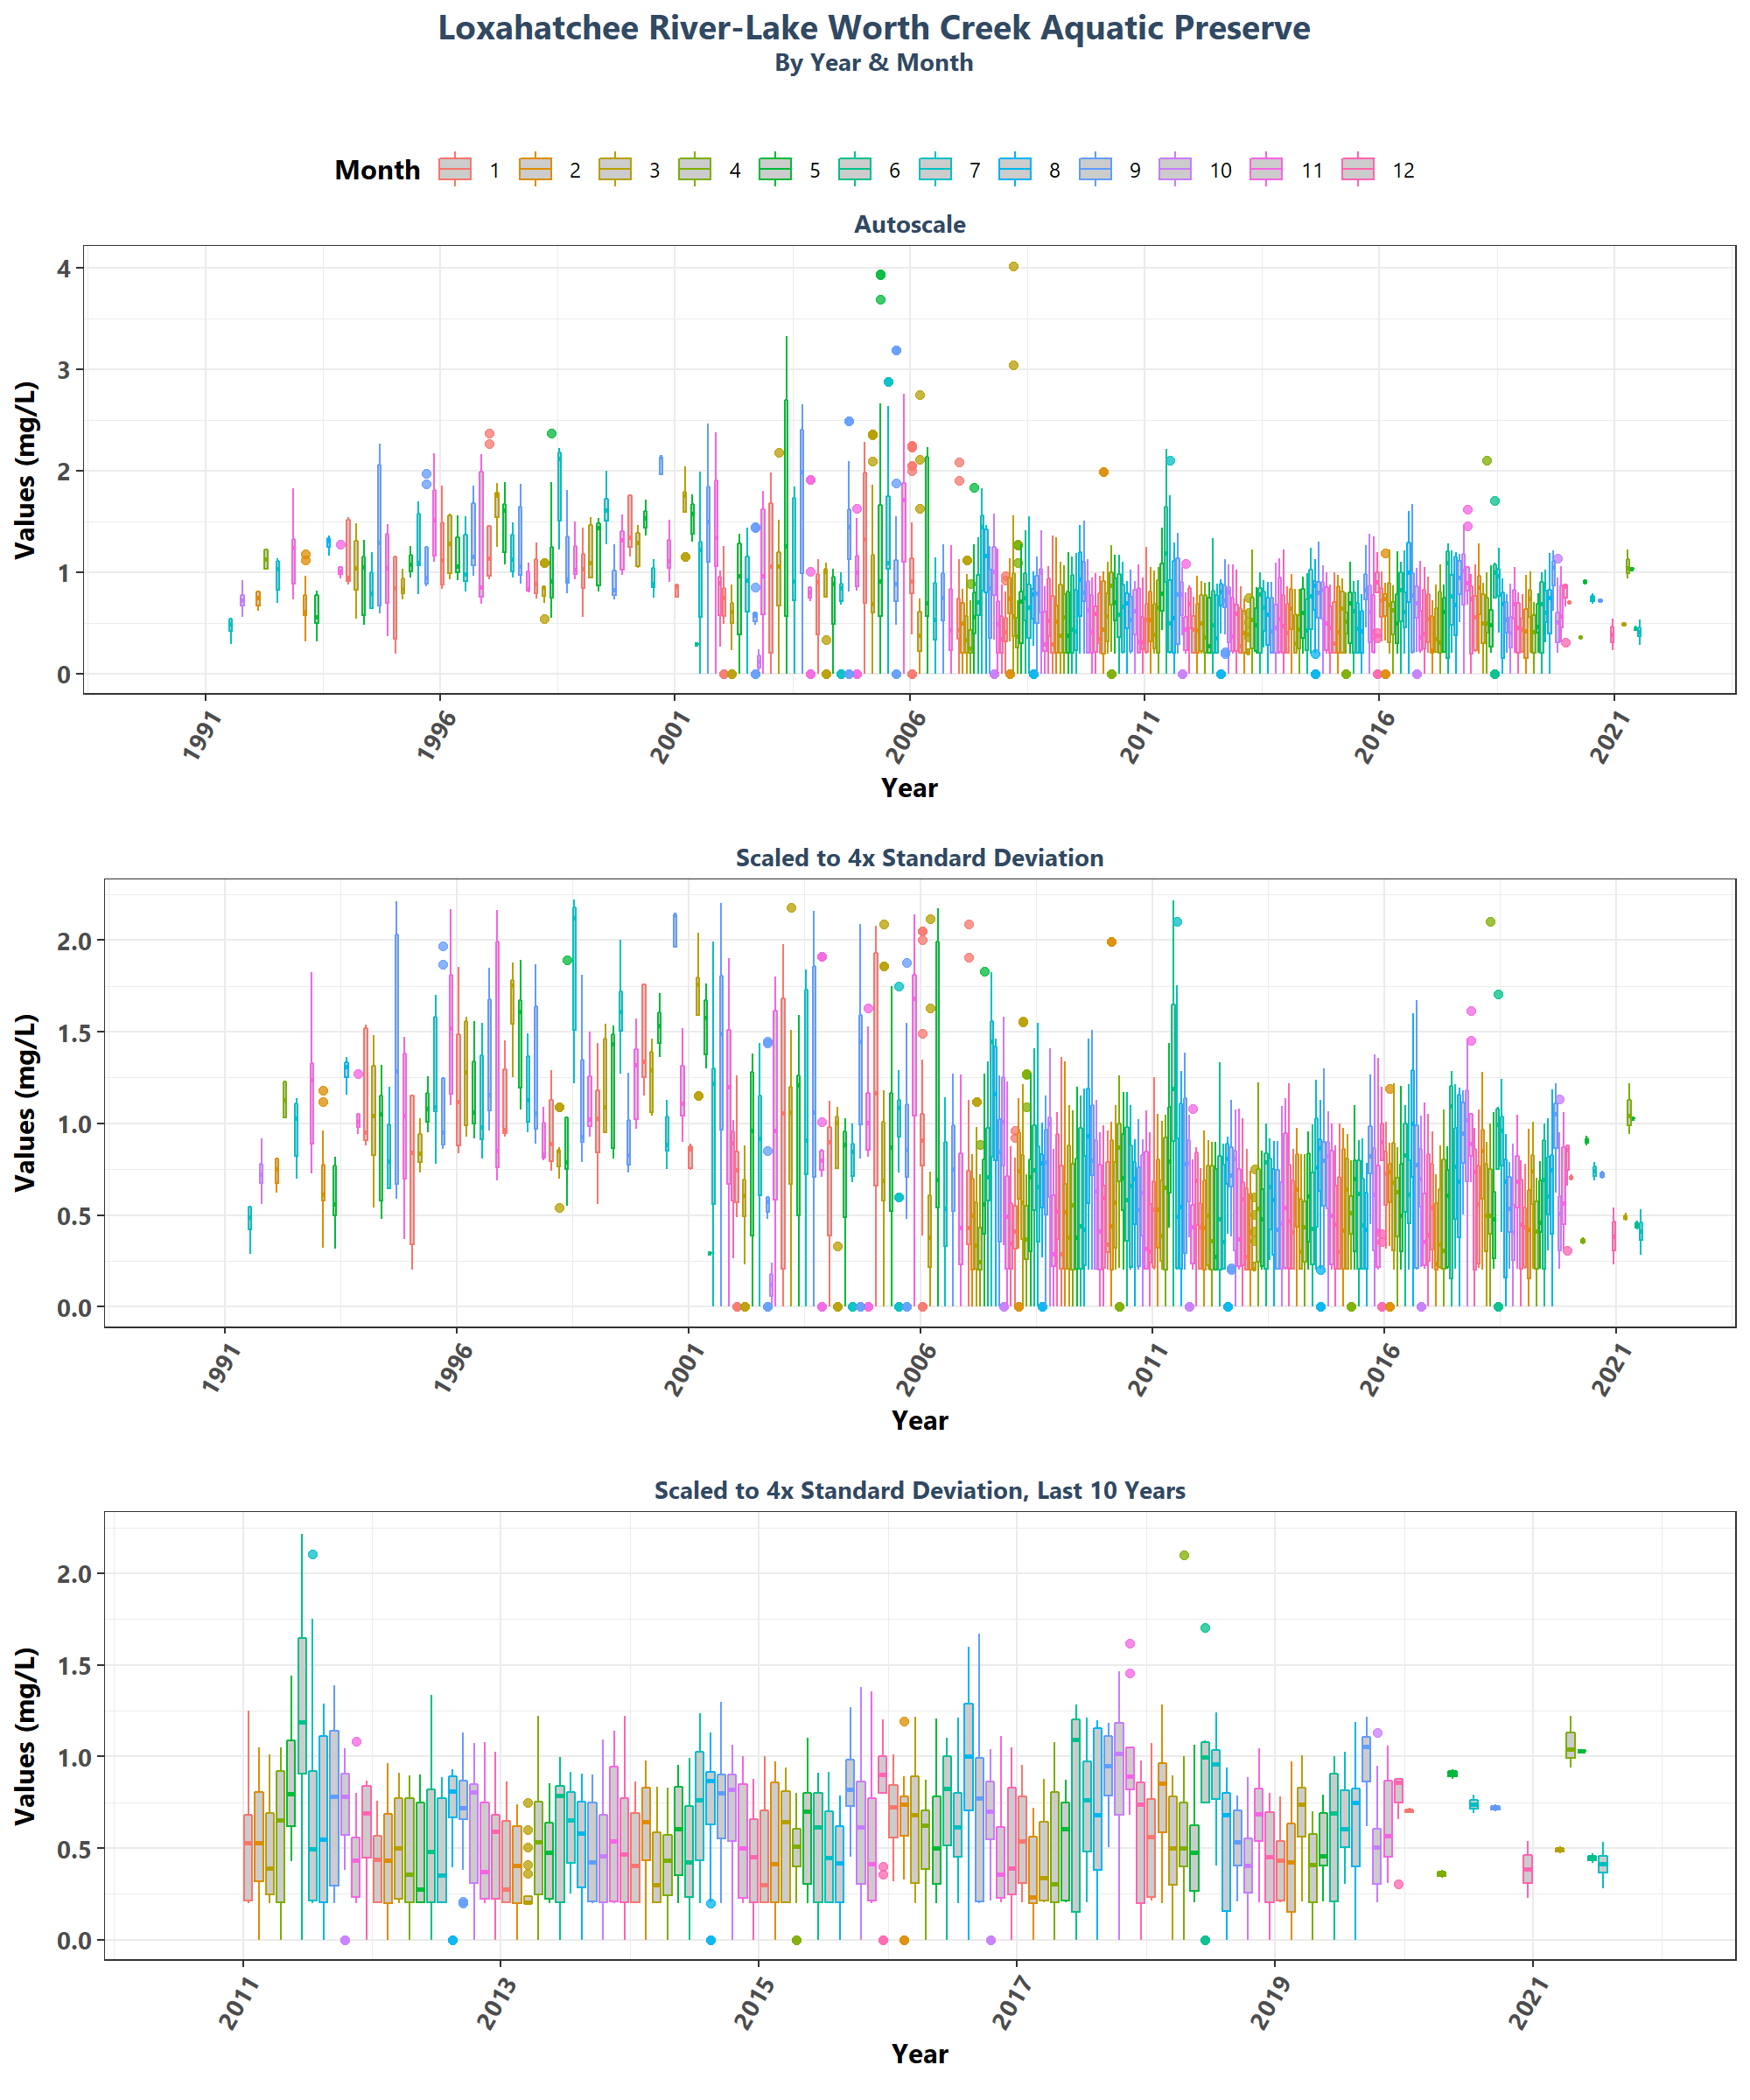 Loxahatchee River-Lake Worth Creek Aquatic Preserve
By Year & Month
Month 1 2 3 4 5 6 7 8 9 10 11 12
Autoscale
Values (mg/L)
4
3
2
1
0
1991 1996 2001 2006 2011 2016 2021
Year
Scaled to 4x Standard Deviation
Values (mg/L)
2.0
1.5
1.0
0.5
0.0
1991 1996 2001 2006 2011 2016 2021
Year
Scaled to 4x Standard Deviation, Last 10 Years
Values (mg/L)
2.0
1.5
1.0
0.5
0.0
2011 2013 2015 2017 2019 2021
Year